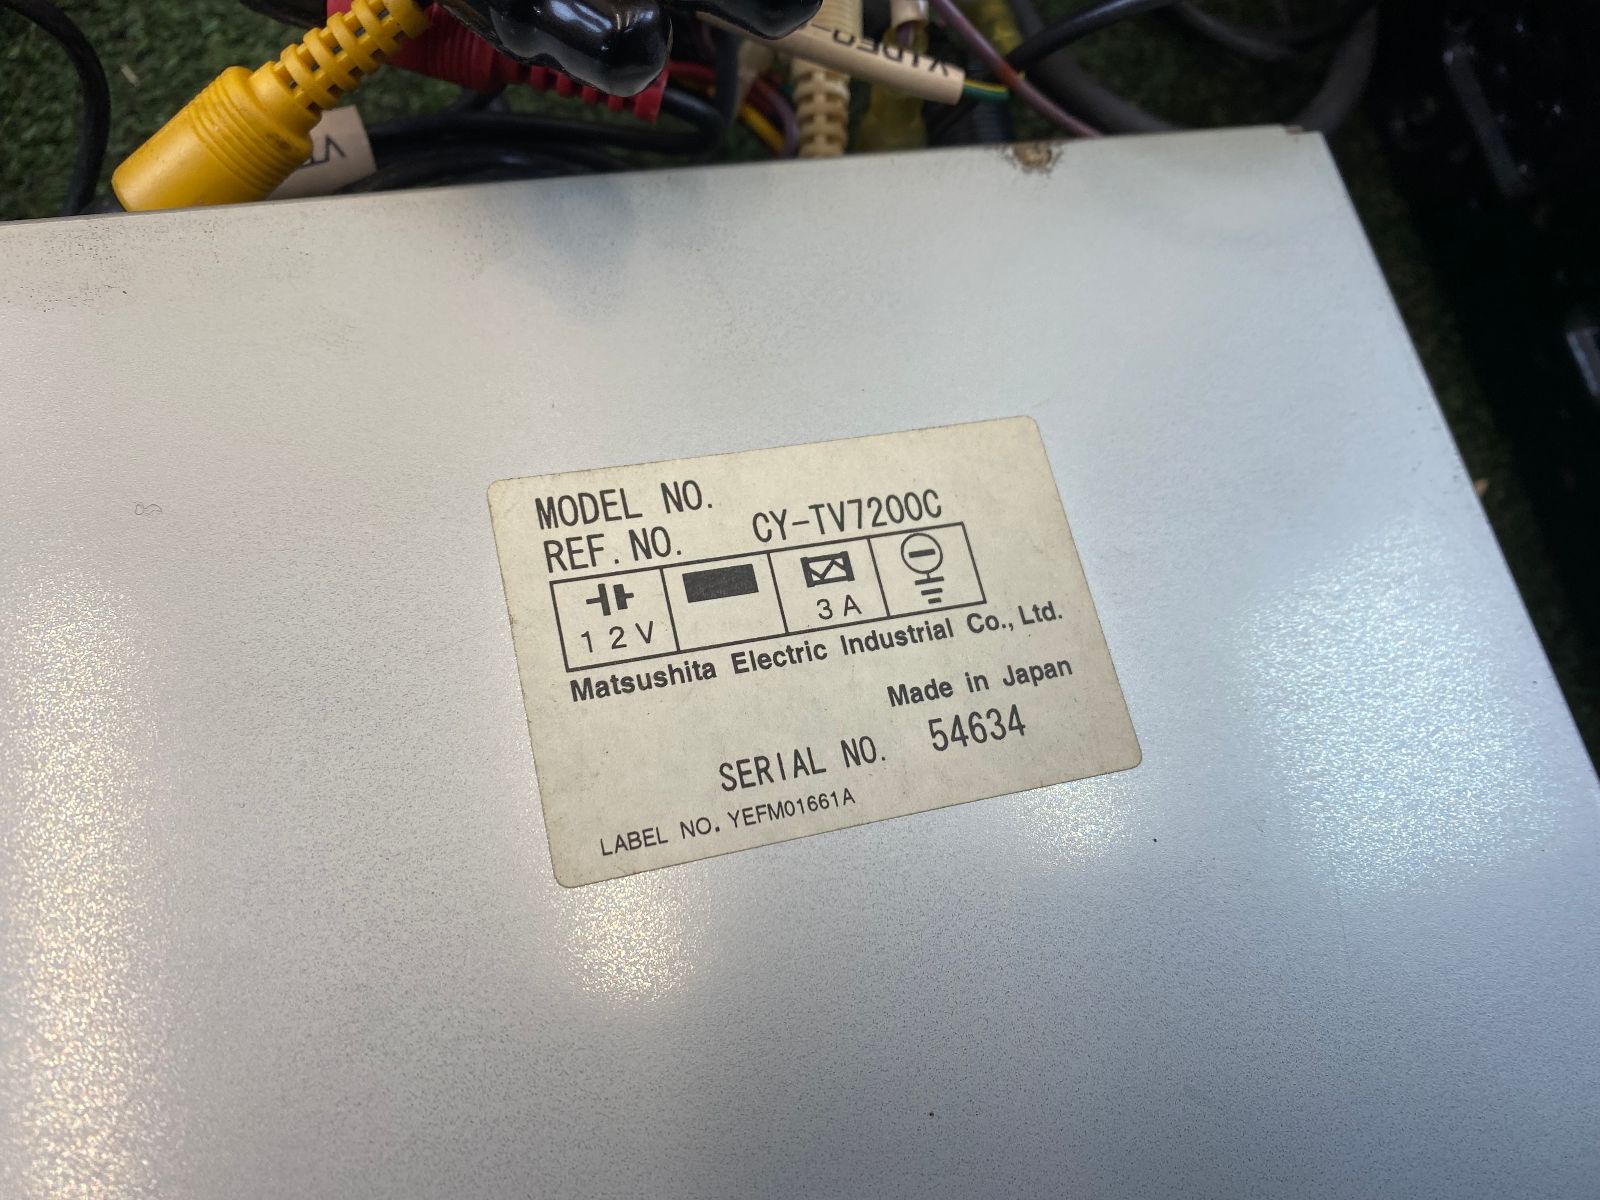 VIDEO-
MODEL NO.
REF. NO. CY-TV7200C
12V 3A
Matsushita Electric Industrial Co., Ltd.
Made in Japan
SERIAL NO. 54634
LABEL NO. YEFM01661A